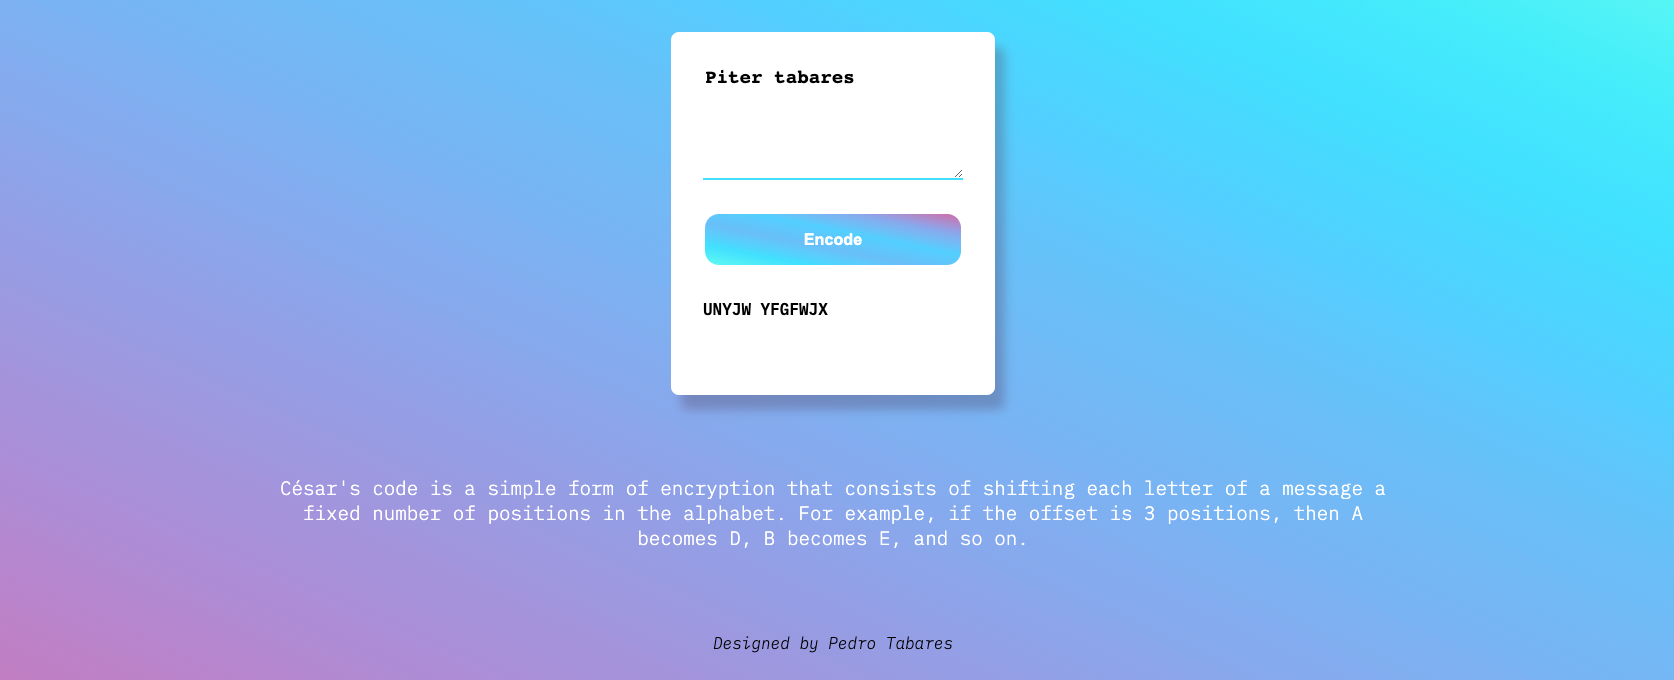 Piter tabares
Encode
UNYJW YFGFWJX
César's code is a simple form of encryption that consists of shifting each letter of a message a
fixed number of positions in the alphabet. For example, if the offset is 3 positions, then A
becomes D, B becomes E, and so on.
Designed by Pedro Tabares